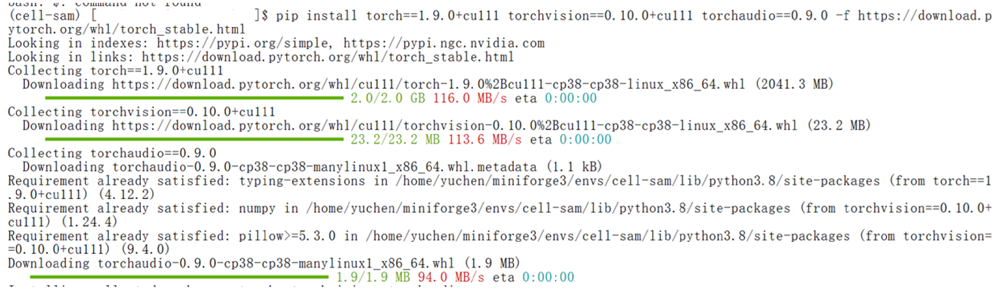 bash: $: command not found
(cell-sam) [ ]$ pip install torch==1.9.0+cu111 torchvision==0.10.0+cu111 torchaudio==0.9.0 -f https://download.p
ytorch.org/whl/torch_stable.html
Looking in indexes: https://pypi.org/simple, https://pypi.ngc.nvidia.com
Looking in links: https://download.pytorch.org/whl/torch_stable.html
Collecting torch==1.9.0+cu111
Downloading https://download.pytorch.org/whl/cu111/torch-1.9.0%2Bcu111-cp38-cp38-linux_x86_64.whl (2041.3 MB)
2.0/2.0 GB 116.0 MB/s eta 0:00:00
Collecting torchvision==0.10.0+cu111
Downloading https://download.pytorch.org/whl/cu111/torchvision-0.10.0%2Bcu111-cp38-cp38-linux_x86_64.whl (23.2 MB)
23.2/23.2 MB 113.6 MB/s eta 0:00:00
Collecting torchaudio==0.9.0
Downloading torchaudio-0.9.0-cp38-cp38-manylinux1_x86_64.whl.metadata (1.1 kB)
Requirement already satisfied: typing-extensions in /home/yuchen/miniforge3/envs/cell-sam/lib/python3.8/site-packages (from torch==1
.9.0+cu111) (4.12.2)
Requirement already satisfied: numpy in /home/yuchen/miniforge3/envs/cell-sam/lib/python3.8/site-packages (from torchvision==0.10.0+
cu111) (1.24.4)
Requirement already satisfied: pillow>=5.3.0 in /home/yuchen/miniforge3/envs/cell-sam/lib/python3.8/site-packages (from torchvision=
=0.10.0+cu111) (9.4.0)
Downloading torchaudio-0.9.0-cp38-cp38-manylinux1_x86_64.whl (1.9 MB)
1.9/1.9 MB 94.0 MB/s eta 0:00:00